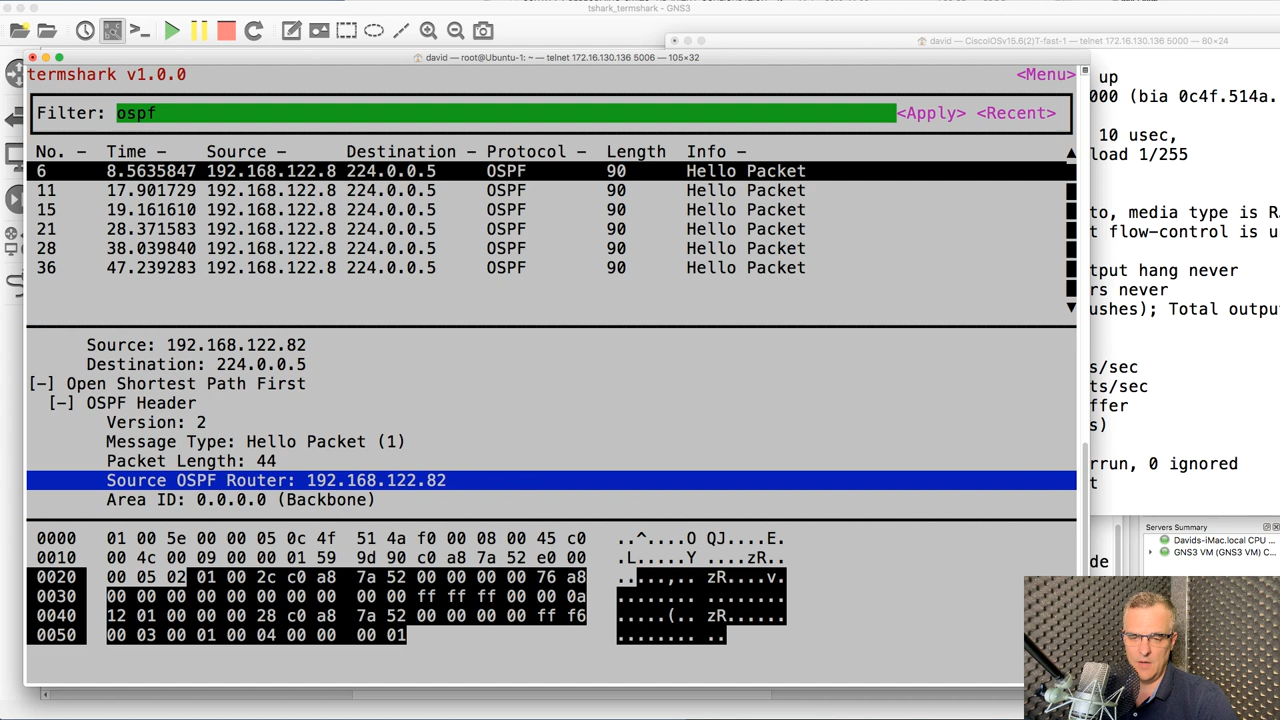 tshark_termshark - GNS3
david — CiscoIOSv15.6(2)T-fast-1 — telnet 172.16.130.136 5000 — 80×24
david — root@Ubuntu-1: ~ — telnet 172.16.130.136 5006 — 105×32
termshark v1.0.0 <Menu>
Filter: ospf <Apply> <Recent>
No. - Time - Source - Destination - Protocol - Length Info -
6 8.5635847 192.168.122.8 224.0.0.5 OSPF 90 Hello Packet
11 17.901729 192.168.122.8 224.0.0.5 OSPF 90 Hello Packet
15 19.161610 192.168.122.8 224.0.0.5 OSPF 90 Hello Packet
21 28.371583 192.168.122.8 224.0.0.5 OSPF 90 Hello Packet
28 38.039840 192.168.122.8 224.0.0.5 OSPF 90 Hello Packet
36 47.239283 192.168.122.8 224.0.0.5 OSPF 90 Hello Packet
Source: 192.168.122.82
Destination: 224.0.0.5
[-] Open Shortest Path First
[-] OSPF Header
Version: 2
Message Type: Hello Packet (1)
Packet Length: 44
Source OSPF Router: 192.168.122.82
Area ID: 0.0.0.0 (Backbone)
0000 01 00 5e 00 00 05 0c 4f 51 4a f0 00 08 00 45 c0 ..^....O QJ....E.
0010 00 4c 00 09 00 00 01 59 9d 90 c0 a8 7a 52 e0 00 .L.....Y ....zR..
0020 00 05 02 01 00 2c c0 a8 7a 52 00 00 00 00 76 a8 .....,.. zR....v.
0030 00 00 00 00 00 00 00 00 ff ff ff 00 00 0a ........ ........
0040 12 01 00 00 00 28 c0 a8 7a 52 00 00 00 00 ff f6 .....(.. zR......
0050 00 03 00 01 00 04 00 00 00 01 ........ ..
up
000 (bia 0c4f.514a.
10 usec,
load 1/255
to, media type is R
t flow-control is u
tput hang never
rs never
ushes); Total outpu
s/sec
ts/sec
ffer
s)
rrun, 0 ignored
t
de
Servers Summary
Davids-iMac.local CPU ...
GNS3 VM (GNS3 VM) C...